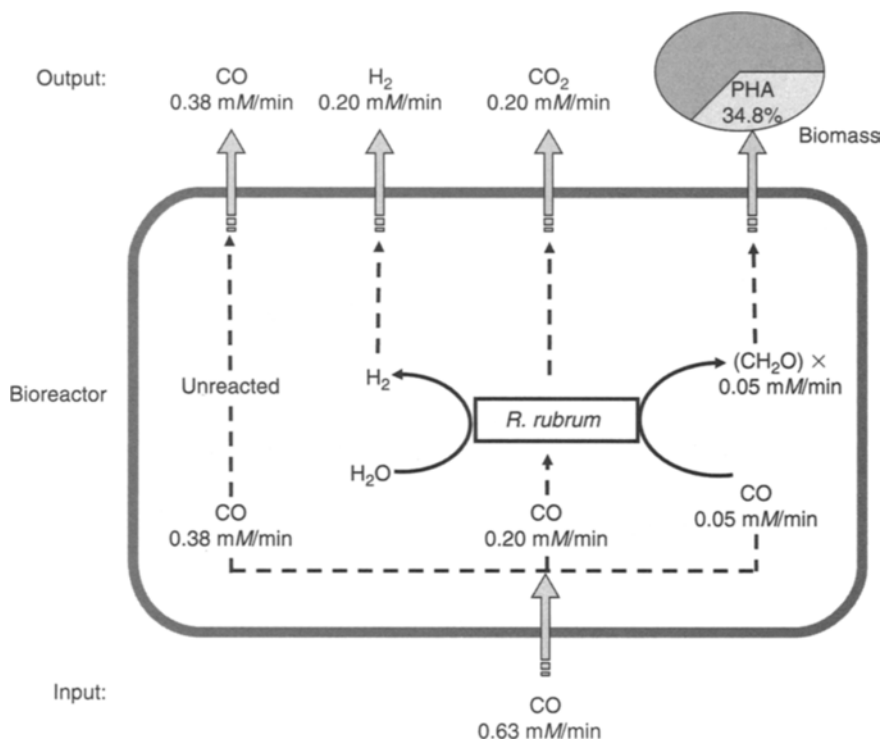 Output:
CO
0.38 mM/min
H₂
0.20 mM/min
CO₂
0.20 mM/min
PHA
34.8%
Biomass
Bioreactor
Unreacted
H₂
R. rubrum
(CH₂O) ×
0.05 mM/min
H₂O
CO
0.38 mM/min
CO
0.20 mM/min
CO
0.05 mM/min
Input:
CO
0.63 mM/min